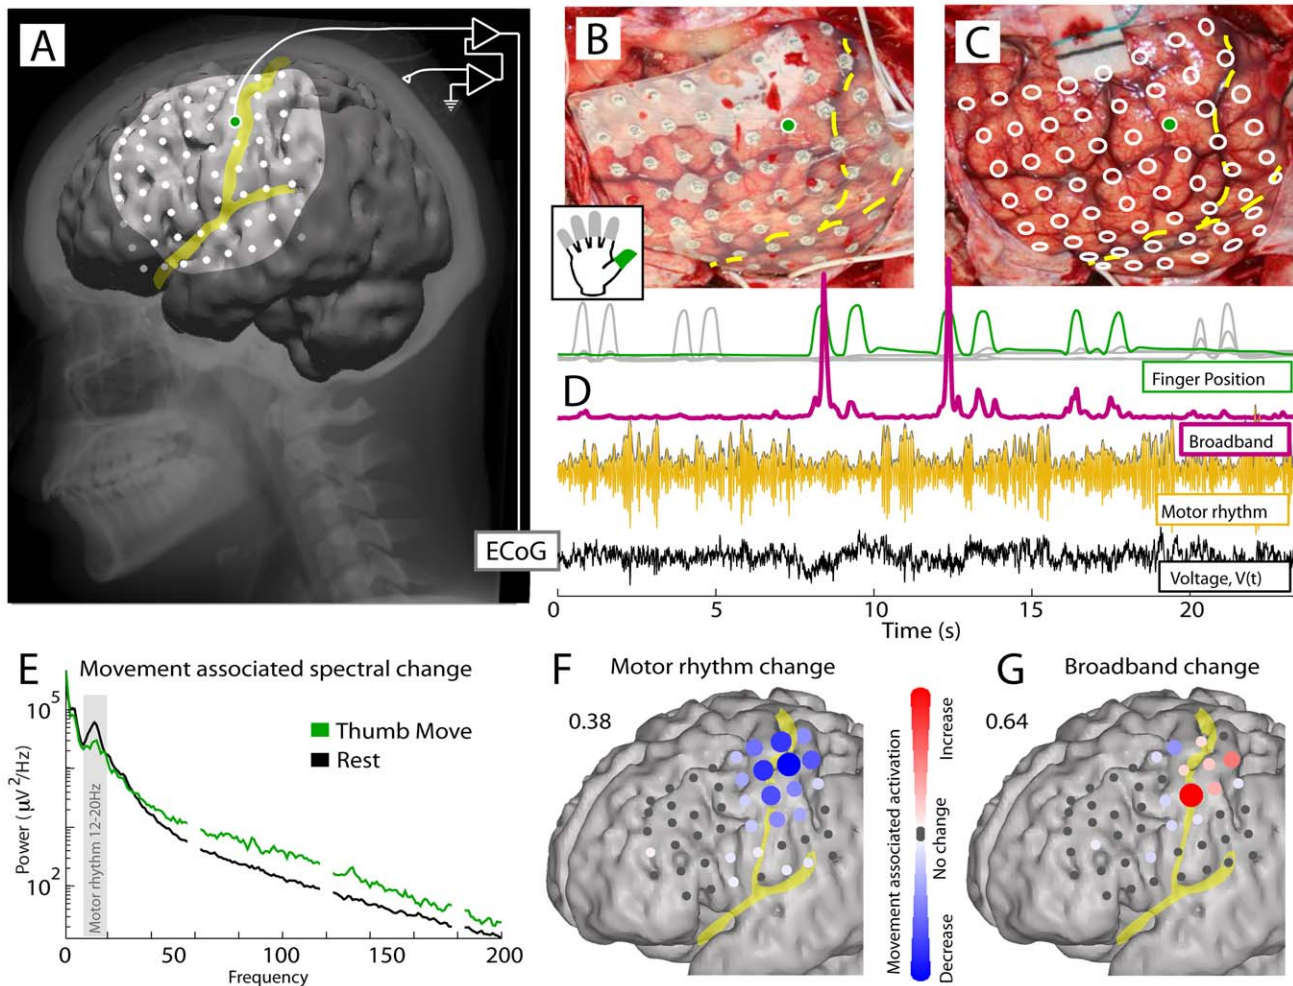 A
B
C
Finger Position
D
Broadband
Motor rhythm
ECoG
Voltage, V(t)
0 5 10 15 20
Time (s)
E Movement associated spectral change
10^5
10^2
Power (µV^2/Hz)
Motor rhythm 12-20Hz
Thumb Move
Rest
0 50 100 150 200
Frequency
F Motor rhythm change
0.38
Movement associated activation
Decrease No change Increase
G Broadband change
0.64